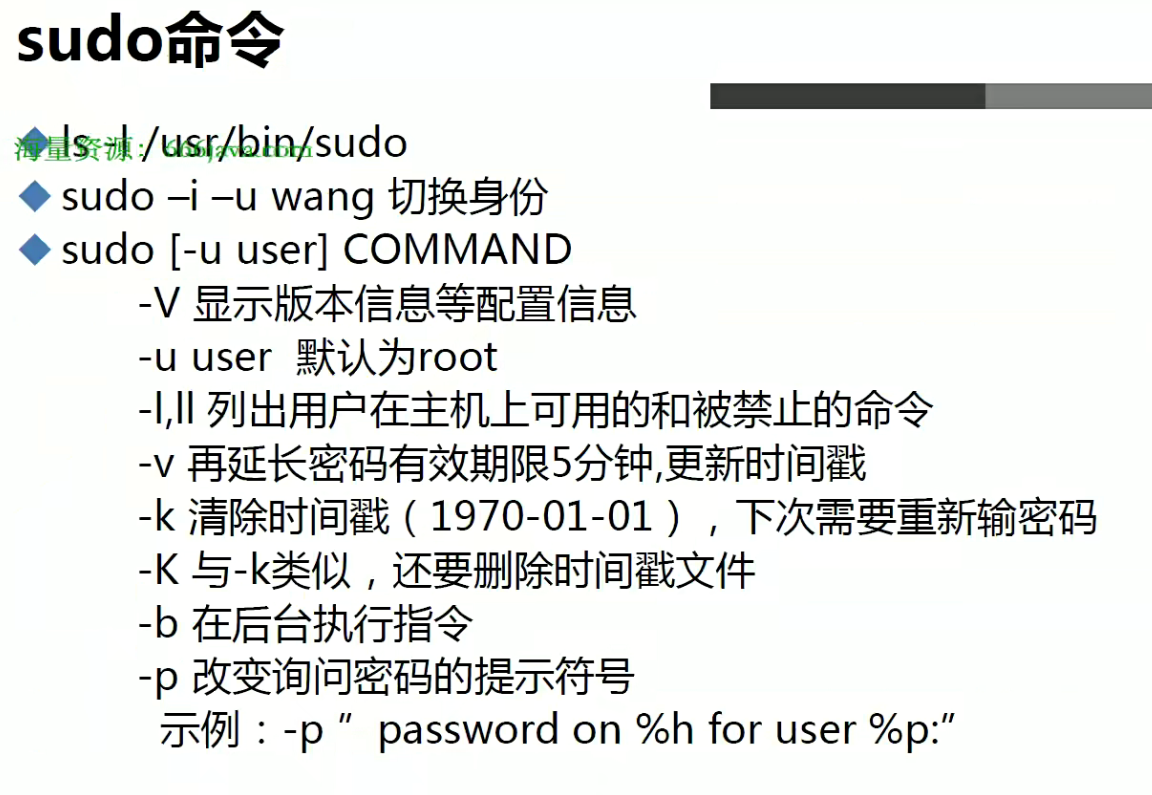 sudo命令
ls -l /usr/bin/sudo
海量资源：666java.com
sudo –i –u wang 切换身份
sudo [-u user] COMMAND
-V 显示版本信息等配置信息
-u user 默认为root
-l,ll 列出用户在主机上可用的和被禁止的命令
-v 再延长密码有效期限5分钟,更新时间戳
-k 清除时间戳（1970-01-01），下次需要重新输密码
-K 与-k类似，还要删除时间戳文件
-b 在后台执行指令
-p 改变询问密码的提示符号
示例：-p ” password on %h for user %p:”